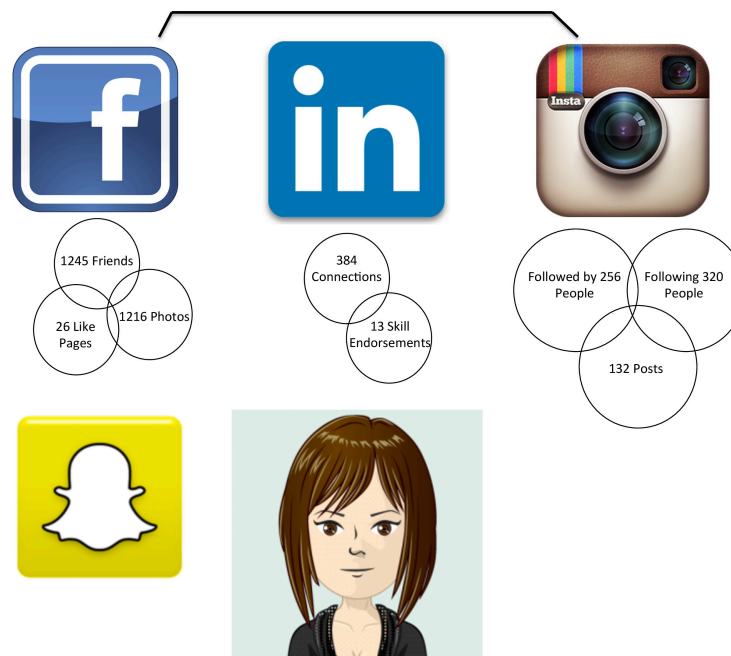 f
in
Insta
1245 Friends
1216 Photos
26 Like
Pages
384
Connections
13 Skill
Endorsements
Followed by 256
People
Following 320
People
132 Posts